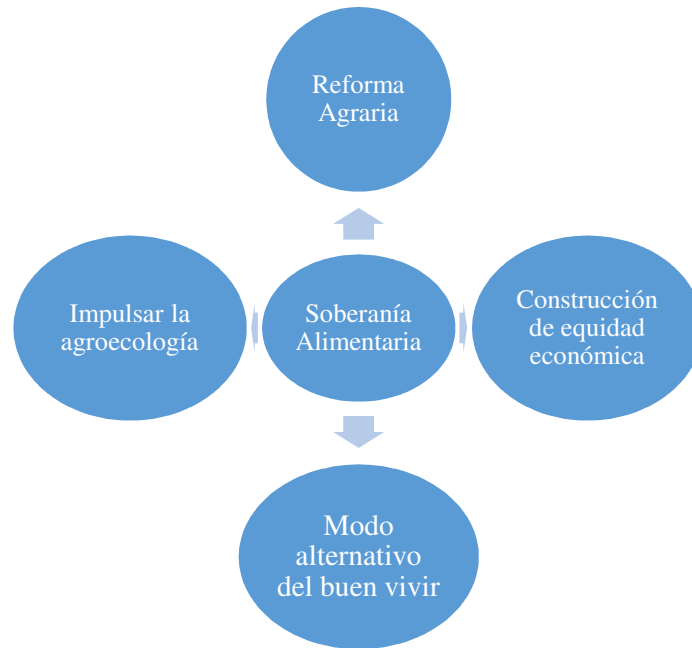 Reforma
Agraria
Impulsar la
agroecología
Soberanía
Alimentaria
Construcción
de equidad
económica
Modo
alternativo
del buen vivir